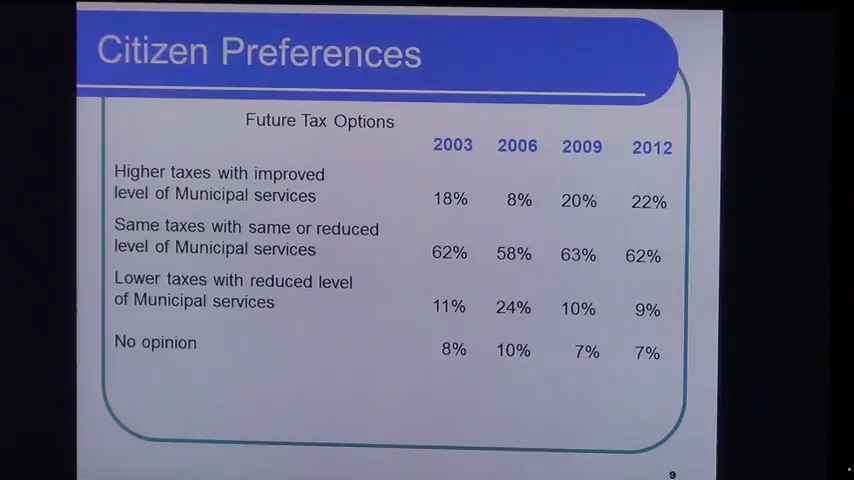 Citizen Preferences
Future Tax Options
2003 2006 2009 2012
Higher taxes with improved
level of Municipal services
18% 8% 20% 22%
Same taxes with same or reduced
level of Municipal services
62% 58% 63% 62%
Lower taxes with reduced level
of Municipal services
11% 24% 10% 9%
No opinion
8% 10% 7% 7%
9